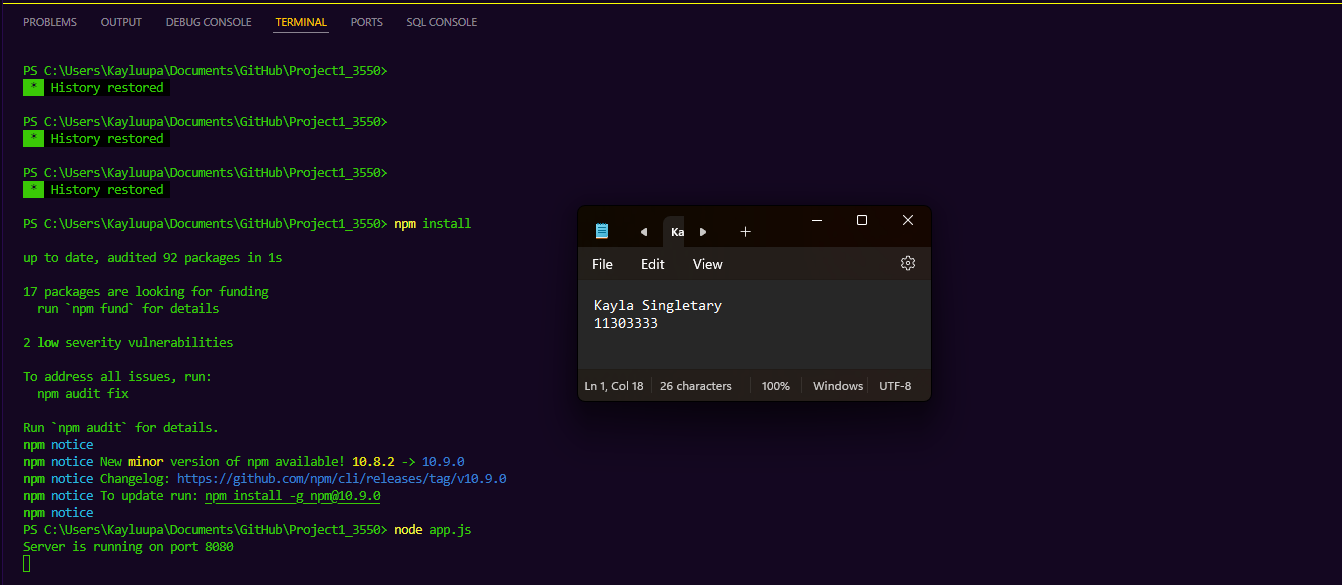 PROBLEMS OUTPUT DEBUG CONSOLE TERMINAL PORTS SQL CONSOLE
PS C:\Users\Kayluupa\Documents\GitHub\Project1_3550>
* History restored
PS C:\Users\Kayluupa\Documents\GitHub\Project1_3550>
* History restored
PS C:\Users\Kayluupa\Documents\GitHub\Project1_3550>
* History restored
PS C:\Users\Kayluupa\Documents\GitHub\Project1_3550> npm install
up to date, audited 92 packages in 1s
17 packages are looking for funding
run `npm fund` for details
2 low severity vulnerabilities
To address all issues, run:
npm audit fix
Run `npm audit` for details.
npm notice
npm notice New minor version of npm available! 10.8.2 -> 10.9.0
npm notice Changelog: https://github.com/npm/cli/releases/tag/v10.9.0
npm notice To update run: npm install -g npm@10.9.0
npm notice
PS C:\Users\Kayluupa\Documents\GitHub\Project1_3550> node app.js
Server is running on port 8080
Ka
File Edit View
Kayla Singletary
11303333
Ln 1, Col 18 26 characters 100% Windows UTF-8